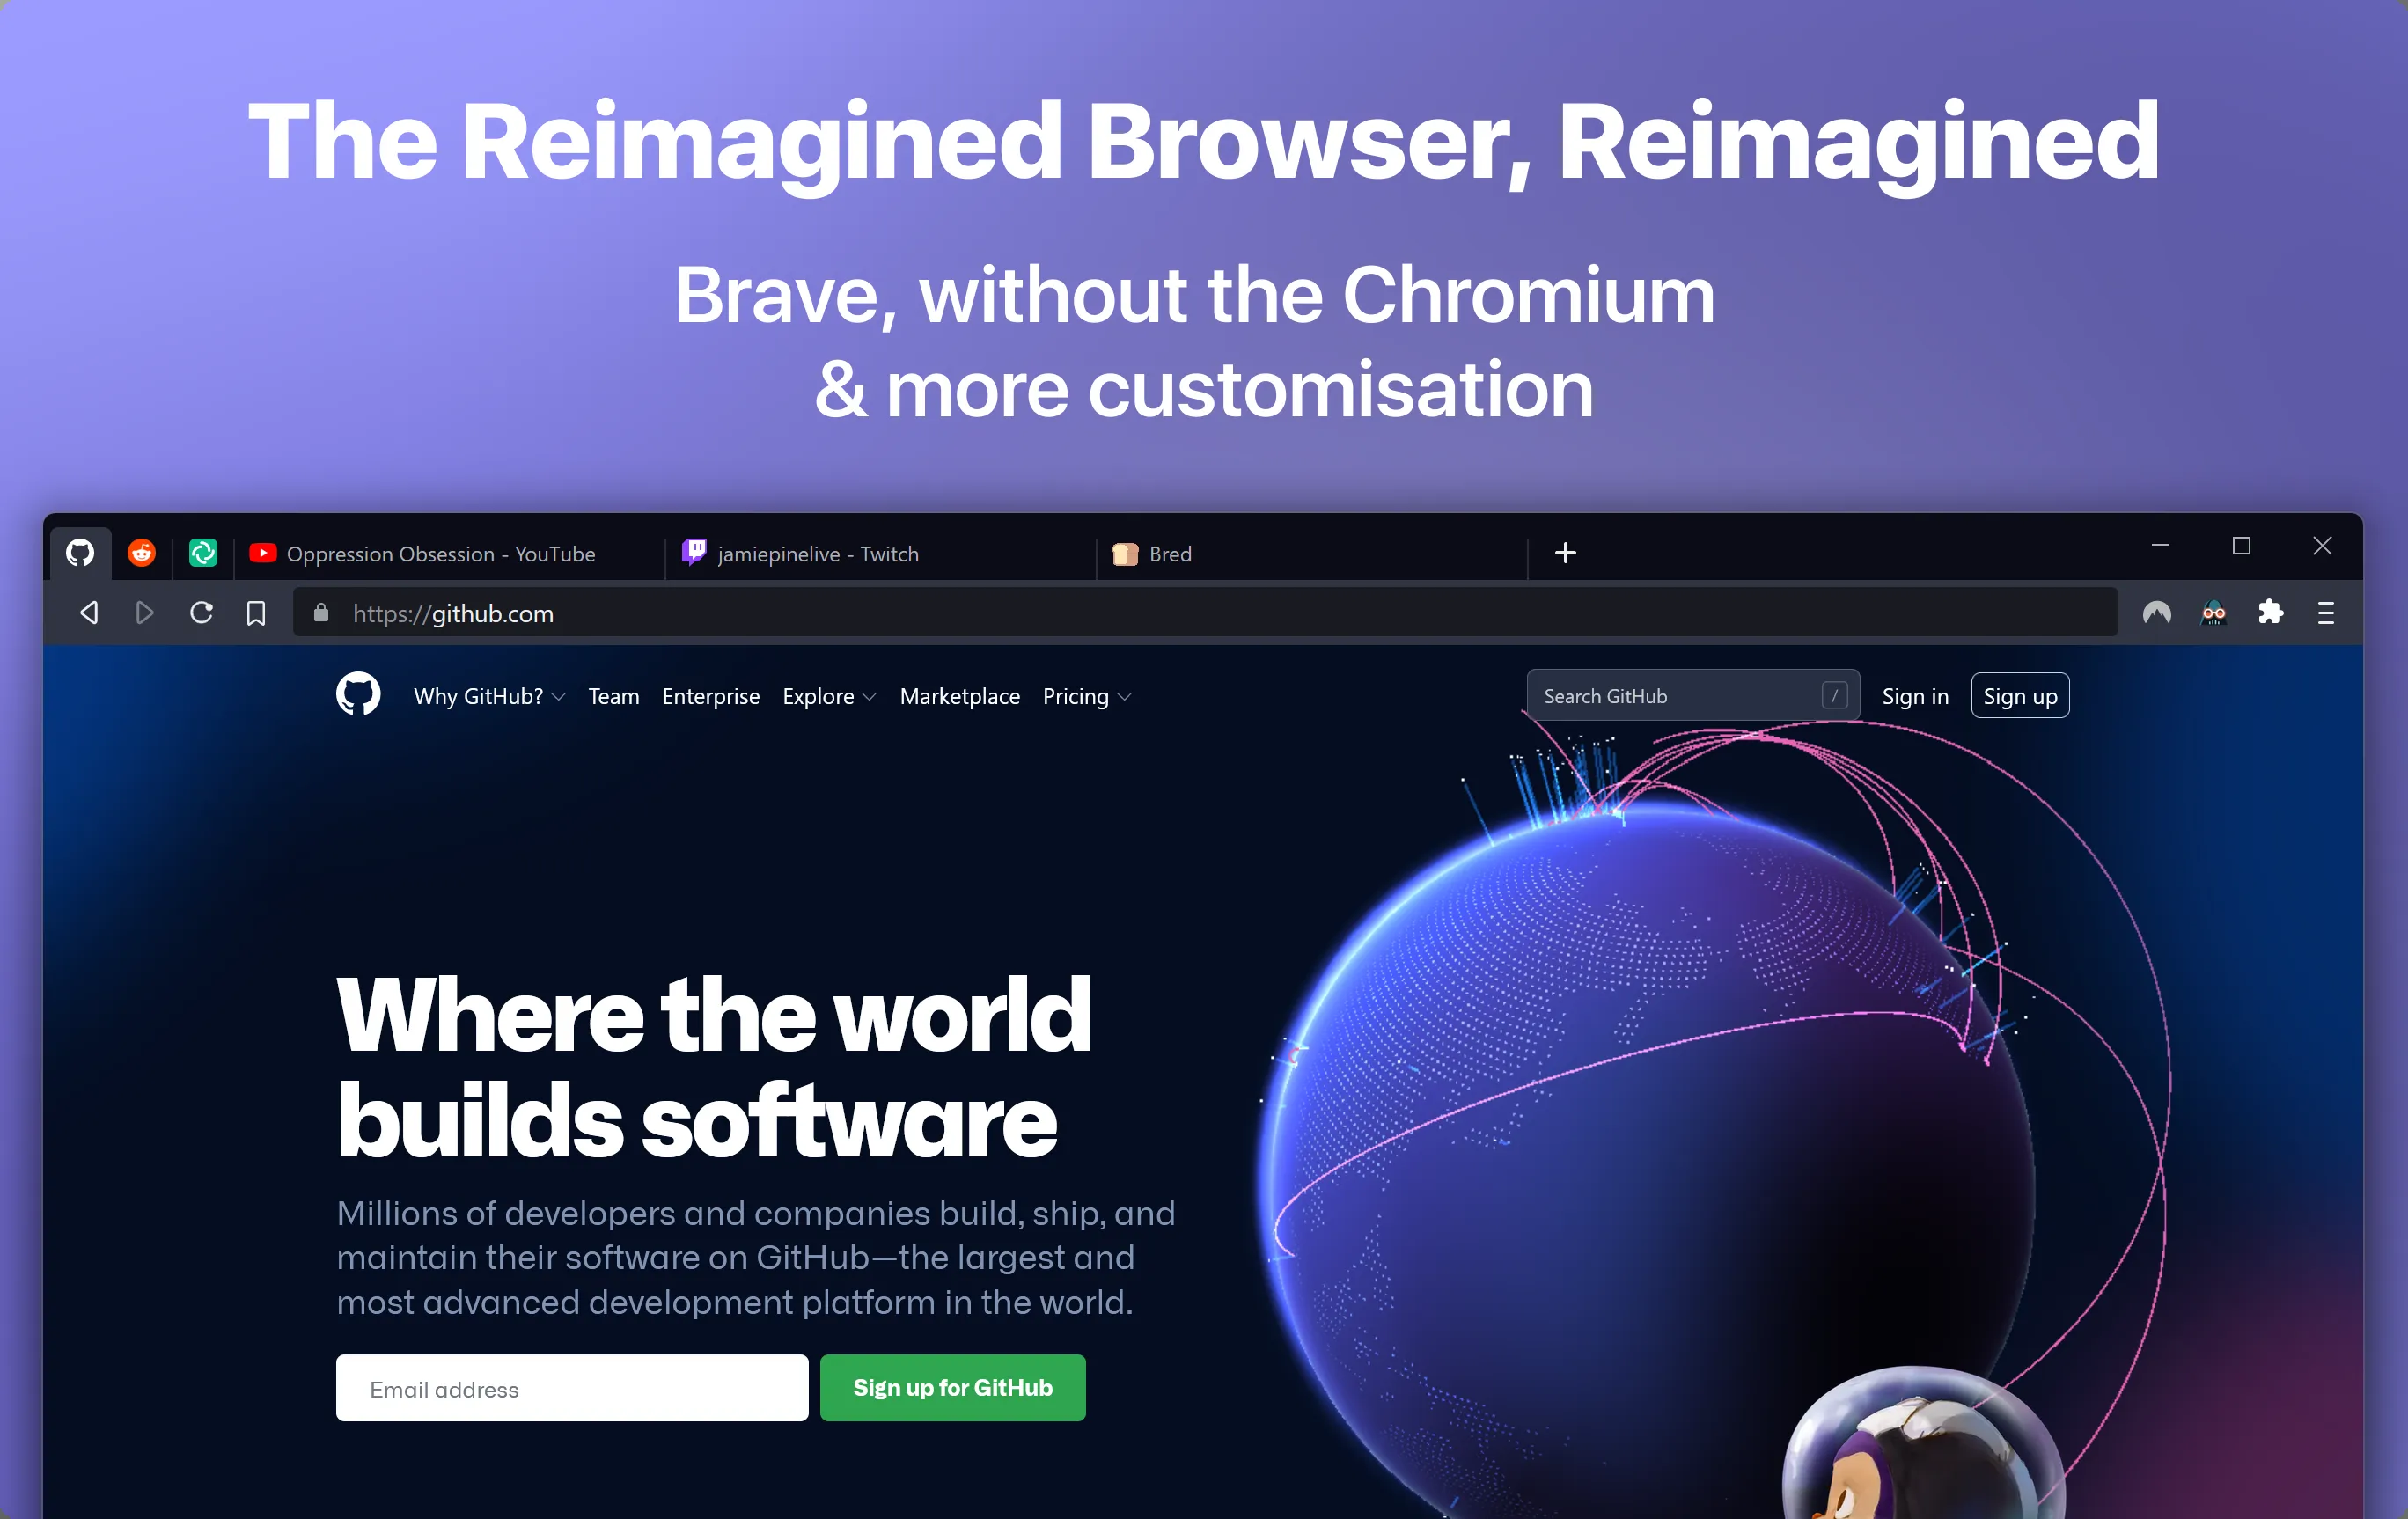 The Reimagined Browser, Reimagined
Brave, without the Chromium
& more customisation
Oppression Obsession - YouTube
jamiepinelive - Twitch
Bred
https://github.com
Why GitHub?
Team
Enterprise
Explore
Marketplace
Pricing
Search GitHub
/
Sign in
Sign up
Where the world
builds software
Millions of developers and companies build, ship, and
maintain their software on GitHub—the largest and
most advanced development platform in the world.
Email address
Sign up for GitHub